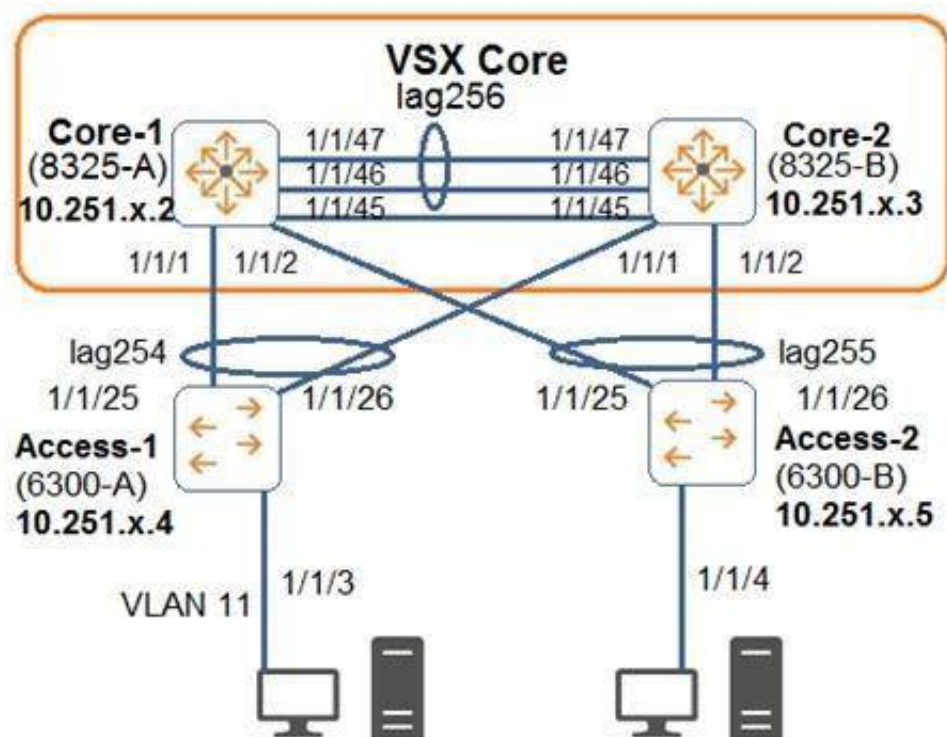 VSX Core
lag256
Core-1
(8325-A)
10.251.x.2
1/1/47
1/1/47
1/1/46
1/1/46
1/1/45
1/1/45
Core-2
(8325-B)
10.251.x.3
1/1/1
1/1/2
1/1/1
1/1/2
lag254
lag255
1/1/25
1/1/26
1/1/25
1/1/26
Access-1
(6300-A)
10.251.x.4
Access-2
(6300-B)
10.251.x.5
VLAN 11
1/1/3
1/1/4